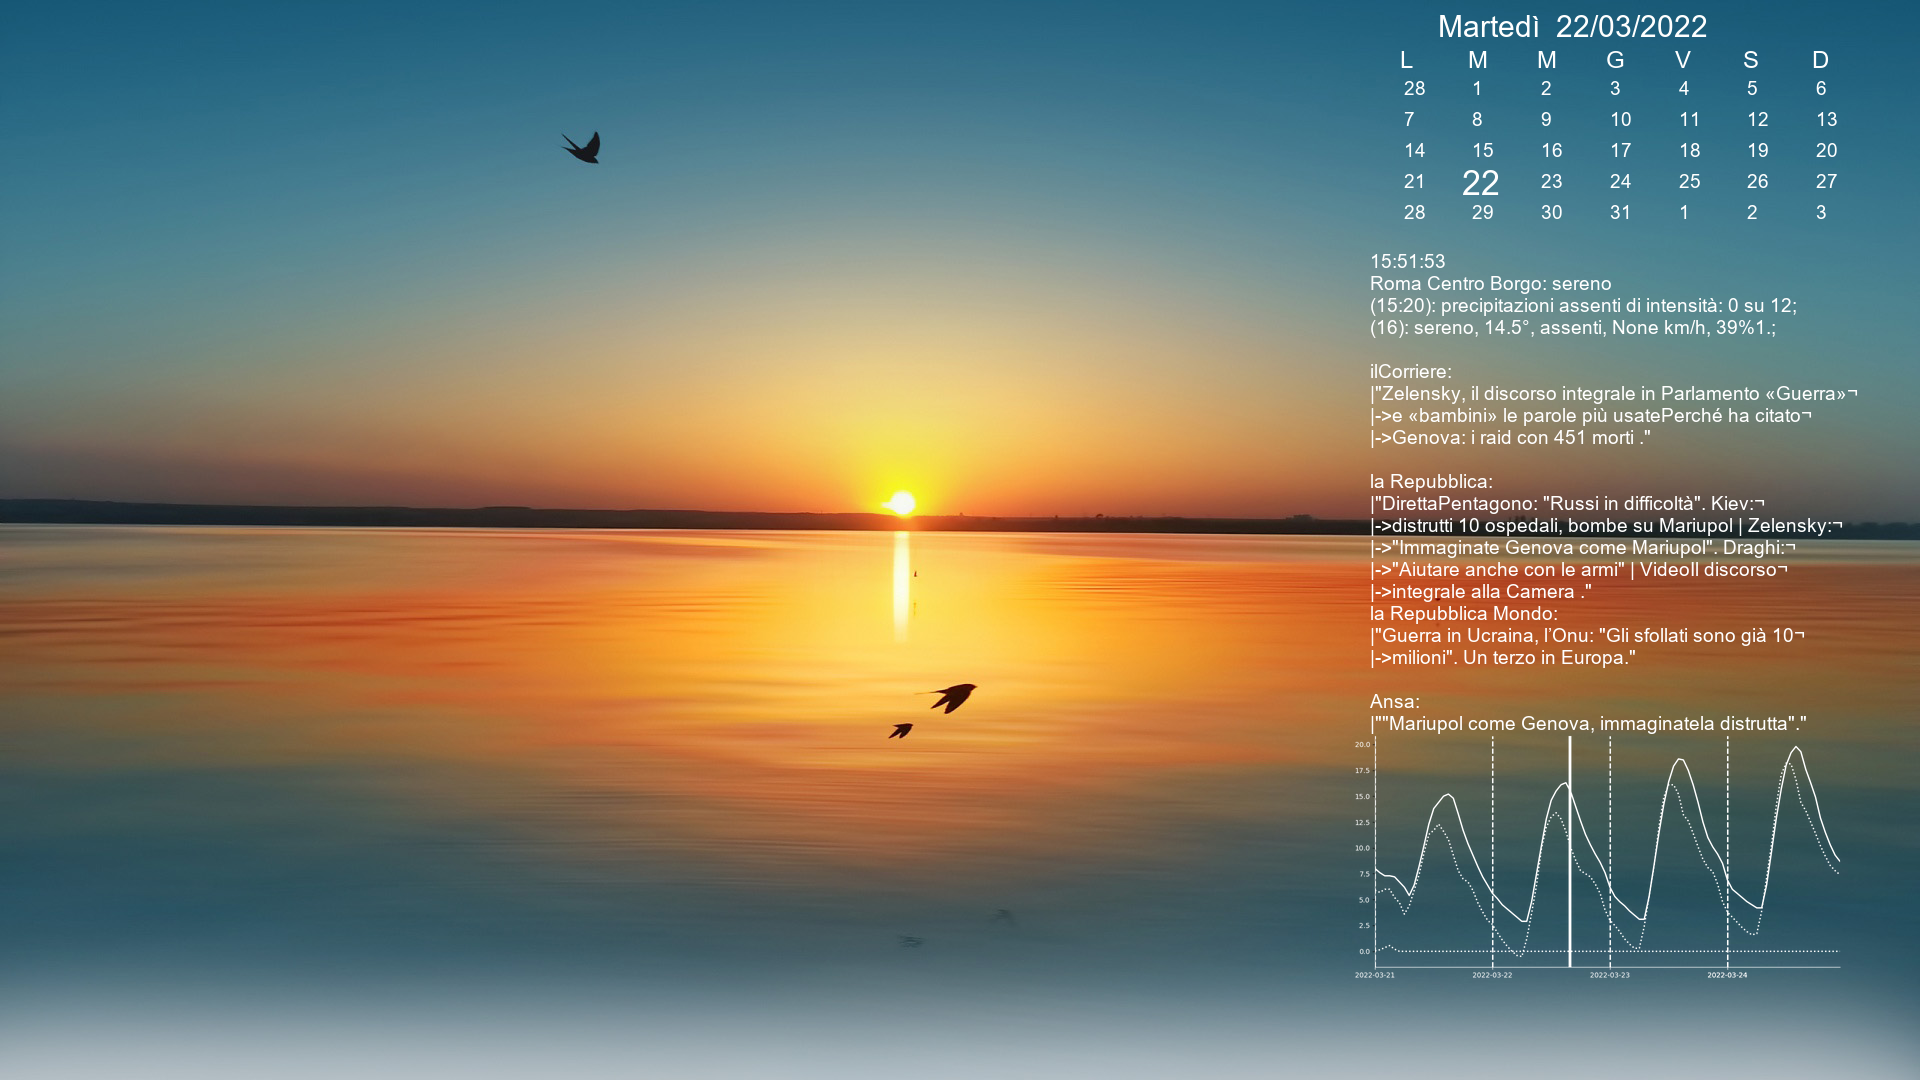 Martedì  22/03/2022
L M M G V S D
28 1 2 3 4 5 6
7 8 9 10 11 12 13
14 15 16 17 18 19 20
21 22 23 24 25 26 27
28 29 30 31 1 2 3
15:51:53
Roma Centro Borgo: sereno
(15:20): precipitazioni assenti di intensità: 0 su 12;
(16): sereno, 14.5°, assenti, None km/h, 39%1.;
ilCorriere:
|"Zelensky, il discorso integrale in Parlamento «Guerra»¬
|->e «bambini» le parole più usatePerché ha citato¬
|->Genova: i raid con 451 morti ."
la Repubblica:
|"DirettaPentagono: "Russi in difficoltà". Kiev:¬
|->distrutti 10 ospedali, bombe su Mariupol | Zelensky:¬
|->"Immaginate Genova come Mariupol". Draghi:¬
|->"Aiutare anche con le armi" | VideoIl discorso¬
|->integrale alla Camera ."
la Repubblica Mondo:
|"Guerra in Ucraina, l’Onu: "Gli sfollati sono già 10¬
|->milioni". Un terzo in Europa."
Ansa:
|""Mariupol come Genova, immaginatela distrutta" ."
20.0
17.5
15.0
12.5
10.0
7.5
5.0
2.5
0.0
2022-03-21 2022-03-22 2022-03-23 2022-03-24